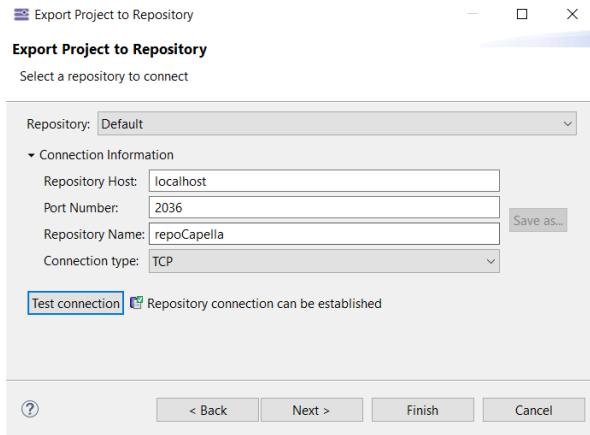 Export Project to Repository
Export Project to Repository
Select a repository to connect
Repository: Default
Connection Information
Repository Host: localhost
Port Number: 2036
Save as...
Repository Name: repoCapella
Connection type: TCP
Test connection Repository connection can be established
? < Back Next > Finish Cancel